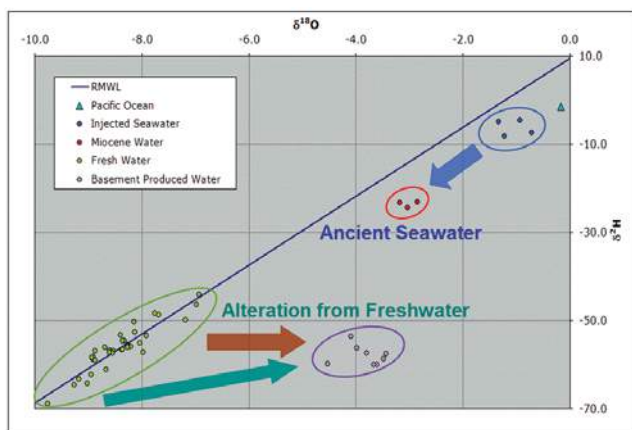 δ¹⁸O
-10.0 -8.0 -6.0 -4.0 -2.0 0.0
10.0
-10.0
-30.0
-50.0
-70.0
δ²H
RMWL
Pacific Ocean
Injected Seawater
Miocene Water
Fresh Water
Basement Produced Water
Ancient Seawater
Alteration from Freshwater